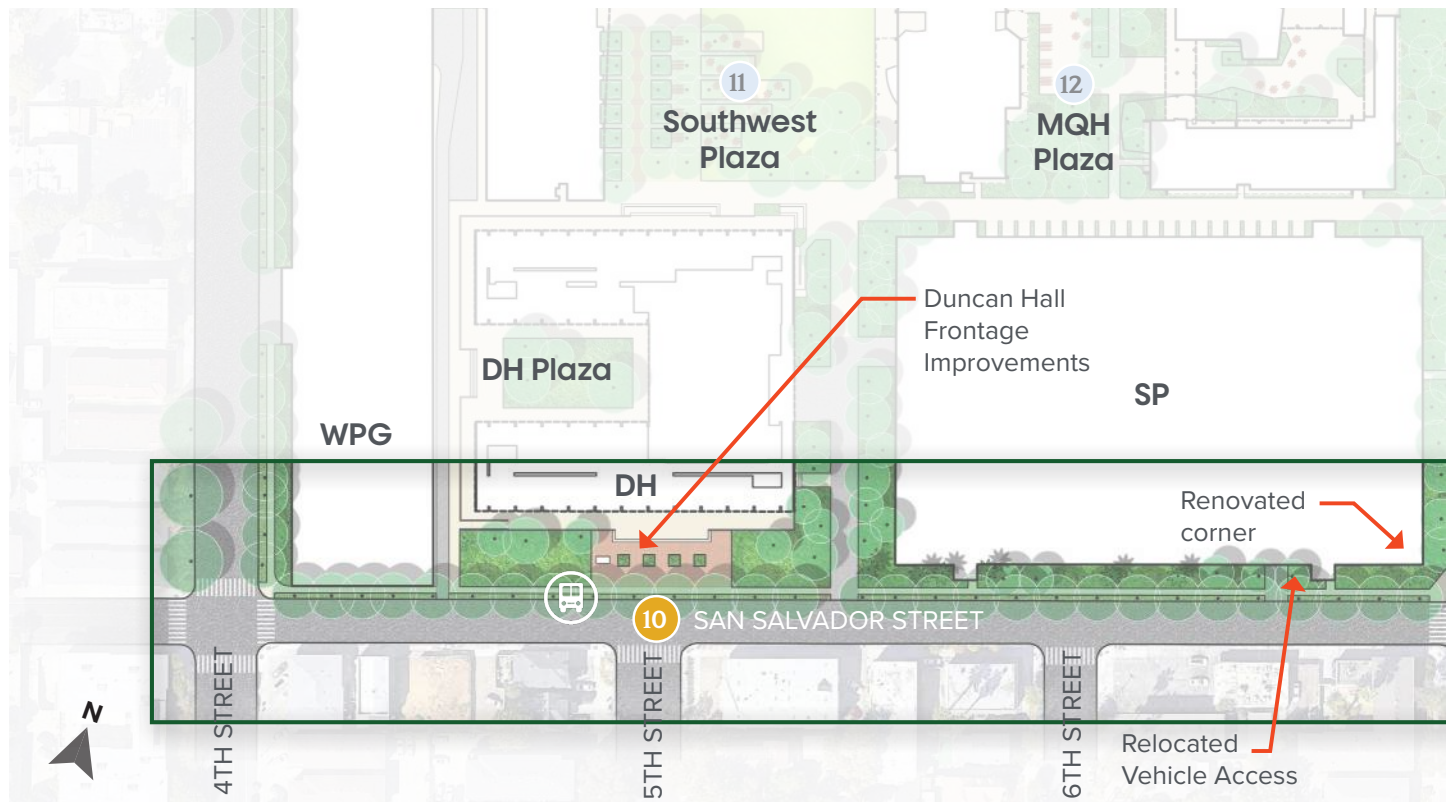 11
Southwest
Plaza
12
MQH
Plaza
Duncan Hall
Frontage
Improvements
DH Plaza
SP
WPG
DH
Renovated
corner
10
SAN SALVADOR STREET
4TH STREET
5TH STREET
6TH STREET
N
Relocated
Vehicle Access